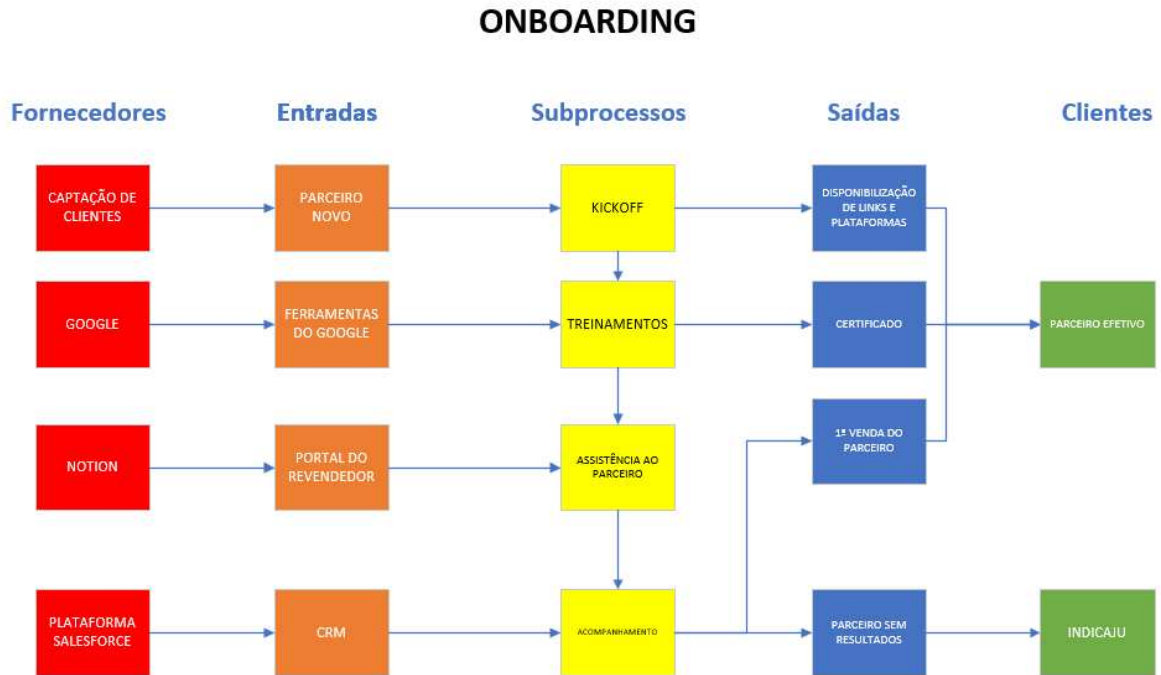 ONBOARDING
Fornecedores
Entradas
Subprocessos
Saídas
Clientes
CAPTAÇÃO DE
CLIENTES
PARCEIRO
NOVO
KICKOFF
DISPONIBILIZAÇÃO
DE LINKS E
PLATAFORMAS
GOOGLE
FERRAMENTAS
DO GOOGLE
TREINAMENTOS
CERTIFICADO
PARCEIRO EFETIVO
NOTION
PORTAL DO
REVENDEDOR
ASSISTÊNCIA AO
PARCEIRO
1ª VENDA DO
PARCEIRO
PLATAFORMA
SALESFORCE
CRM
ACOMPANHAMENTO
PARCEIRO SEM
RESULTADOS
INDICAJU